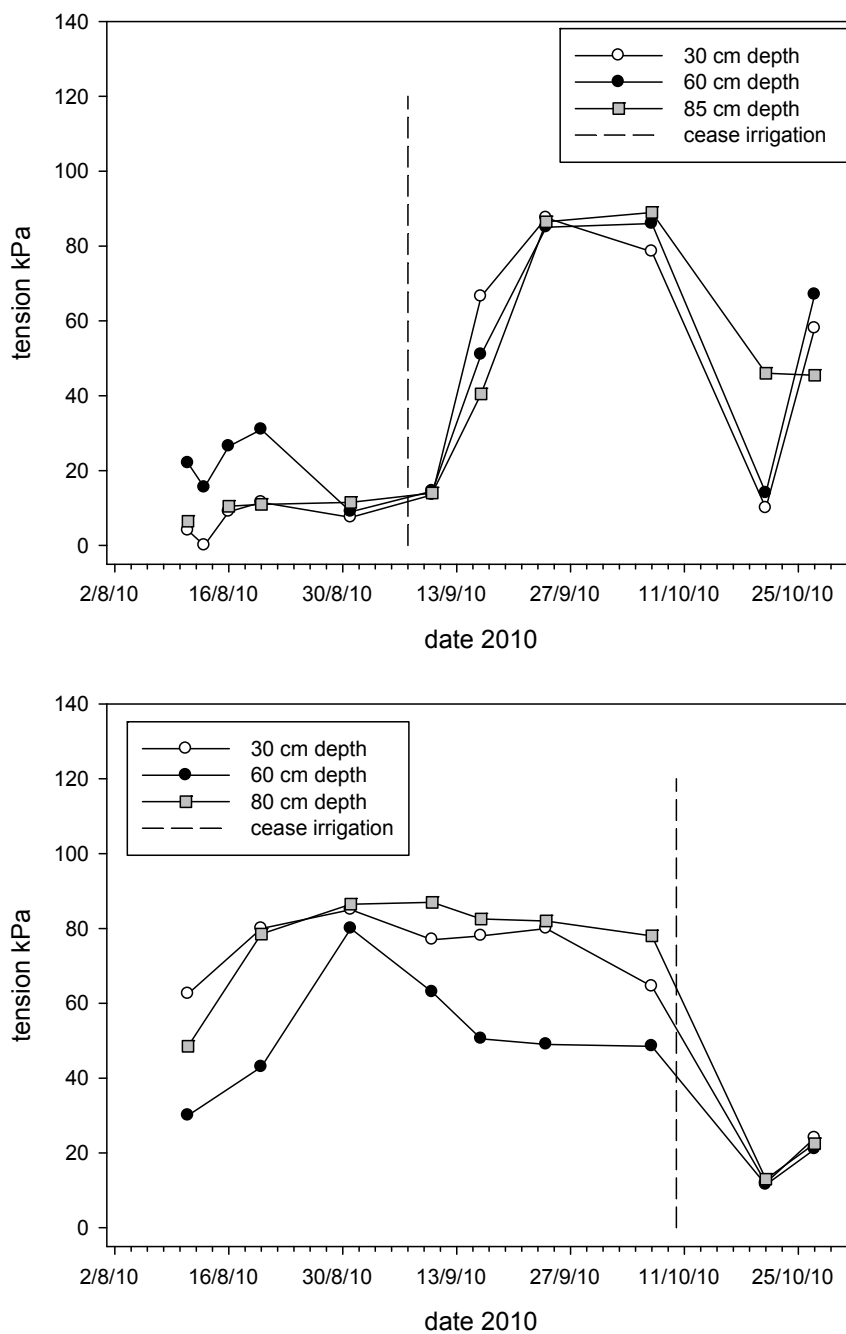 140
120
100
80
60
40
20
0
tension kPa
30 cm depth
60 cm depth
85 cm depth
cease irrigation
2/8/10 16/8/10 30/8/10 13/9/10 27/9/10 11/10/10 25/10/10
date 2010
140
120
100
80
60
40
20
0
tension kPa
30 cm depth
60 cm depth
80 cm depth
cease irrigation
2/8/10 16/8/10 30/8/10 13/9/10 27/9/10 11/10/10 25/10/10
date 2010